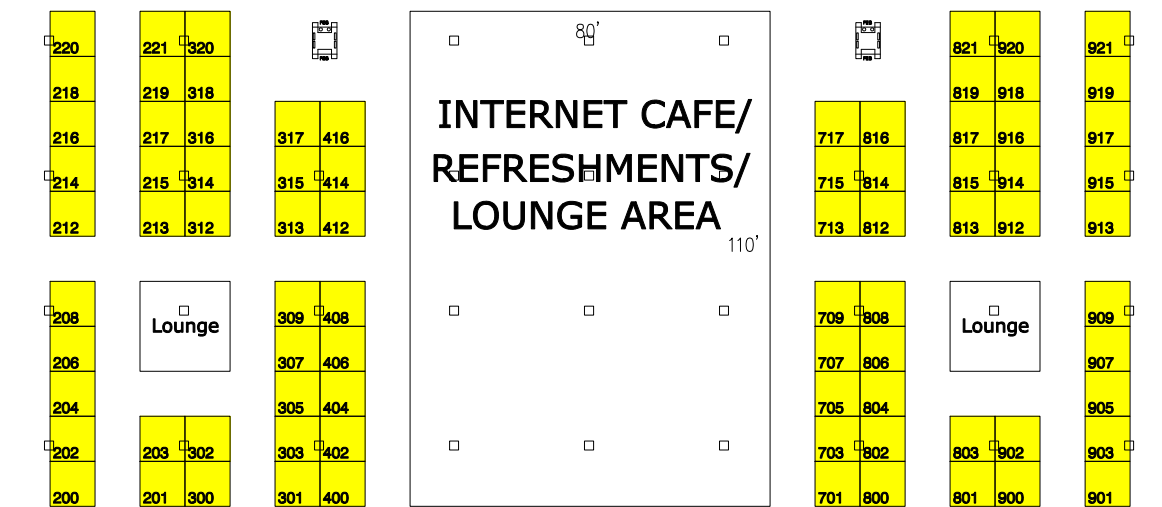 80'
220 221 320 821 920 921
218 219 318 819 918 919
INTERNET CAFE/
216 217 316 317 416 717 816 817 916 917
REFRESHMENTS/
214 215 314 315 414 715 814 815 914 915
LOUNGE AREA
212 213 312 313 412 713 812 813 912 913
110'
208 309 408 709 808 909
Lounge Lounge
206 307 406 707 806 907
204 305 404 705 804 905
202 203 302 303 402 703 802 803 902 903
200 201 300 301 400 701 800 801 900 901